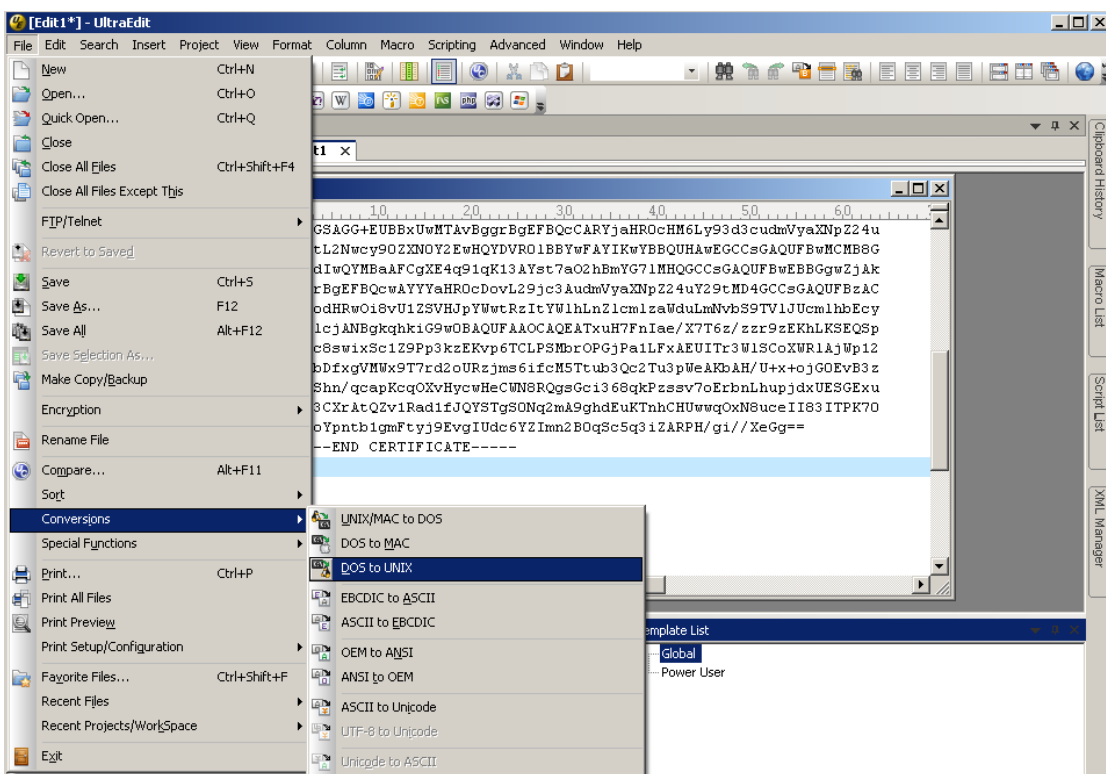 [Edit1*] - UltraEdit
File Edit Search Insert Project View Format Column Macro Scripting Advanced Window Help
New Ctrl+N
Open... Ctrl+O
Quick Open... Ctrl+Q
Close
Close All Files Ctrl+Shift+F4
Close All Files Except This
FTP/Telnet
Revert to Saved
Save Ctrl+S
Save As... F12
Save All Alt+F12
Save Selection As...
Make Copy/Backup
Encryption
Rename File
Compare... Alt+F11
Sort
Conversions
Special Functions
Print... Ctrl+P
Print All Files
Print Preview
Print Setup/Configuration
Favorite Files... Ctrl+Shift+F
Recent Files
Recent Projects/WorkSpace
Exit
UNIX/MAC to DOS
DOS to MAC
DOS to UNIX
EBCDIC to ASCII
ASCII to EBCDIC
OEM to ANSI
ANSI to OEM
ASCII to Unicode
UTF-8 to Unicode
Unicode to ASCII
t1
10 20 30 40 50 60
GSAGG+EUBBxUwMTAvBggrBgEFBQcCARYjaHR0cHM6Ly93d3cudmVyaXNpZ24u
tL2Nwcy90ZXN0Y2EwHQYDVR0lBBYwFAYIKwYBBQUHAwEGCCsGAQUFBwMCMB8G
dIwQYMBaAFCgXE4q91qK13AYst7aO2hBmYG71MHQGCCsGAQUFBwEBBGgwZjAk
rBgEFBQcwAYYYaHR0cDovL29jc3AudmVyaXNpZ24uY29tMD4GCCsGAQUFBzAC
odHRwOi8vU1ZSVHJpYWwtRzItYWlhLnZlcmlzaWduLmNvbS9TVlJUcmlhbEcy
lcjANBgkqhkiG9w0BAQUFAAOCAQEATxuH7FnIae/X7T6z/zzr9zEKhLKSEQSp
c8swixSc1Z9Pp3kzEKvp6TCLPSMbrOPGjPa1LFxAEUITr3WlSCoXWRlAjWp12
bDfxgVMWx9T7rd2oURzjms6ifcM5Ttub3Qc2Tu3pWeAKbAH/U+x+ojGOEvB3z
Shn/qcapKcqOXvHycwHeCWN8RQgsGci368qkPzssv7oErbnLhupjdxUESGExu
3CXrAtQZv1Rad1fJQYSTgSONq2mA9ghdEuKTnhCHUwwqOxN8uceII83ITPK70
oYpntb1gmFtyj9EvgIUdc6YZImn2B0qSc5q3iZARPH/gi//XeGg==
--END CERTIFICATE-----
emplate List
Global
Power User
Clipboard History
Macro List
Script List
XML Manager